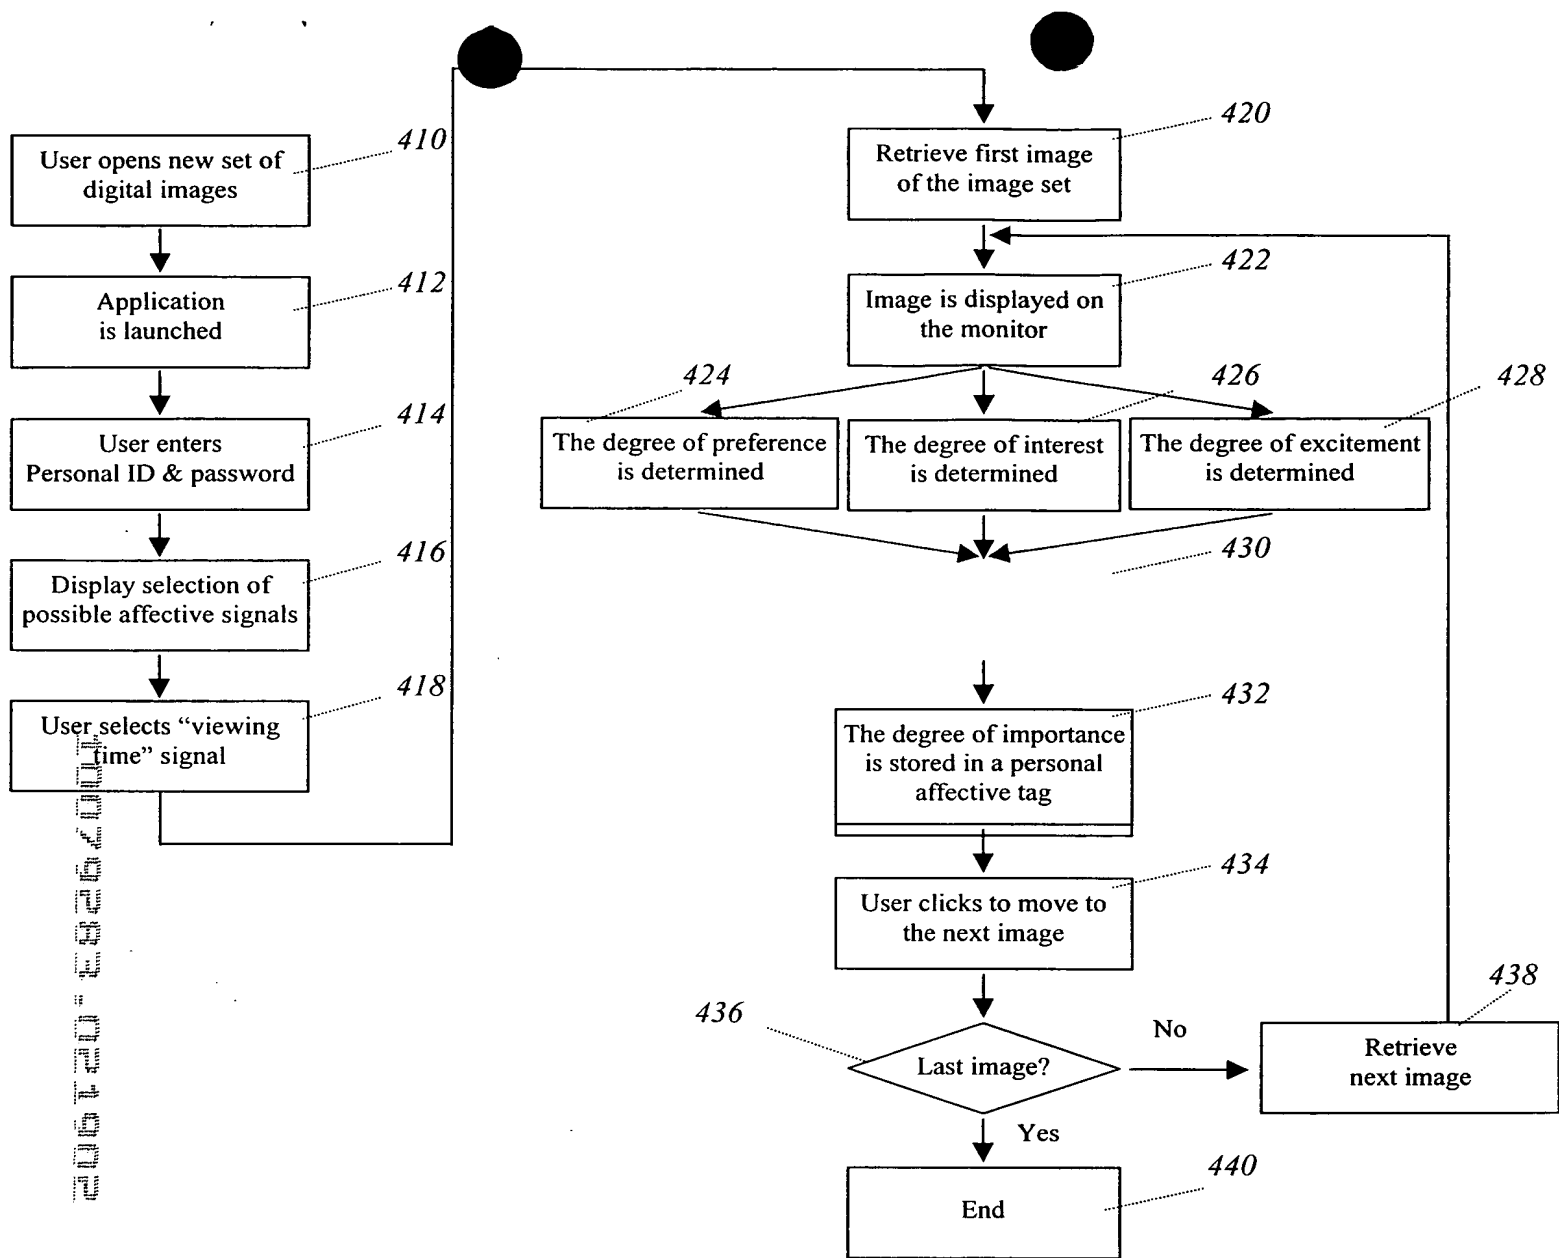 410
User opens new set of
digital images
412
Application
is launched
414
User enters
Personal ID & password
416
Display selection of
possible affective signals
418
User selects “viewing
time” signal
420
Retrieve first image
of the image set
422
Image is displayed on
the monitor
424
The degree of preference
is determined
426
The degree of interest
is determined
428
The degree of excitement
is determined
430
432
The degree of importance
is stored in a personal
affective tag
434
User clicks to move to
the next image
436
Last image?
No
438
Retrieve
next image
Yes
440
End
10079283.021902